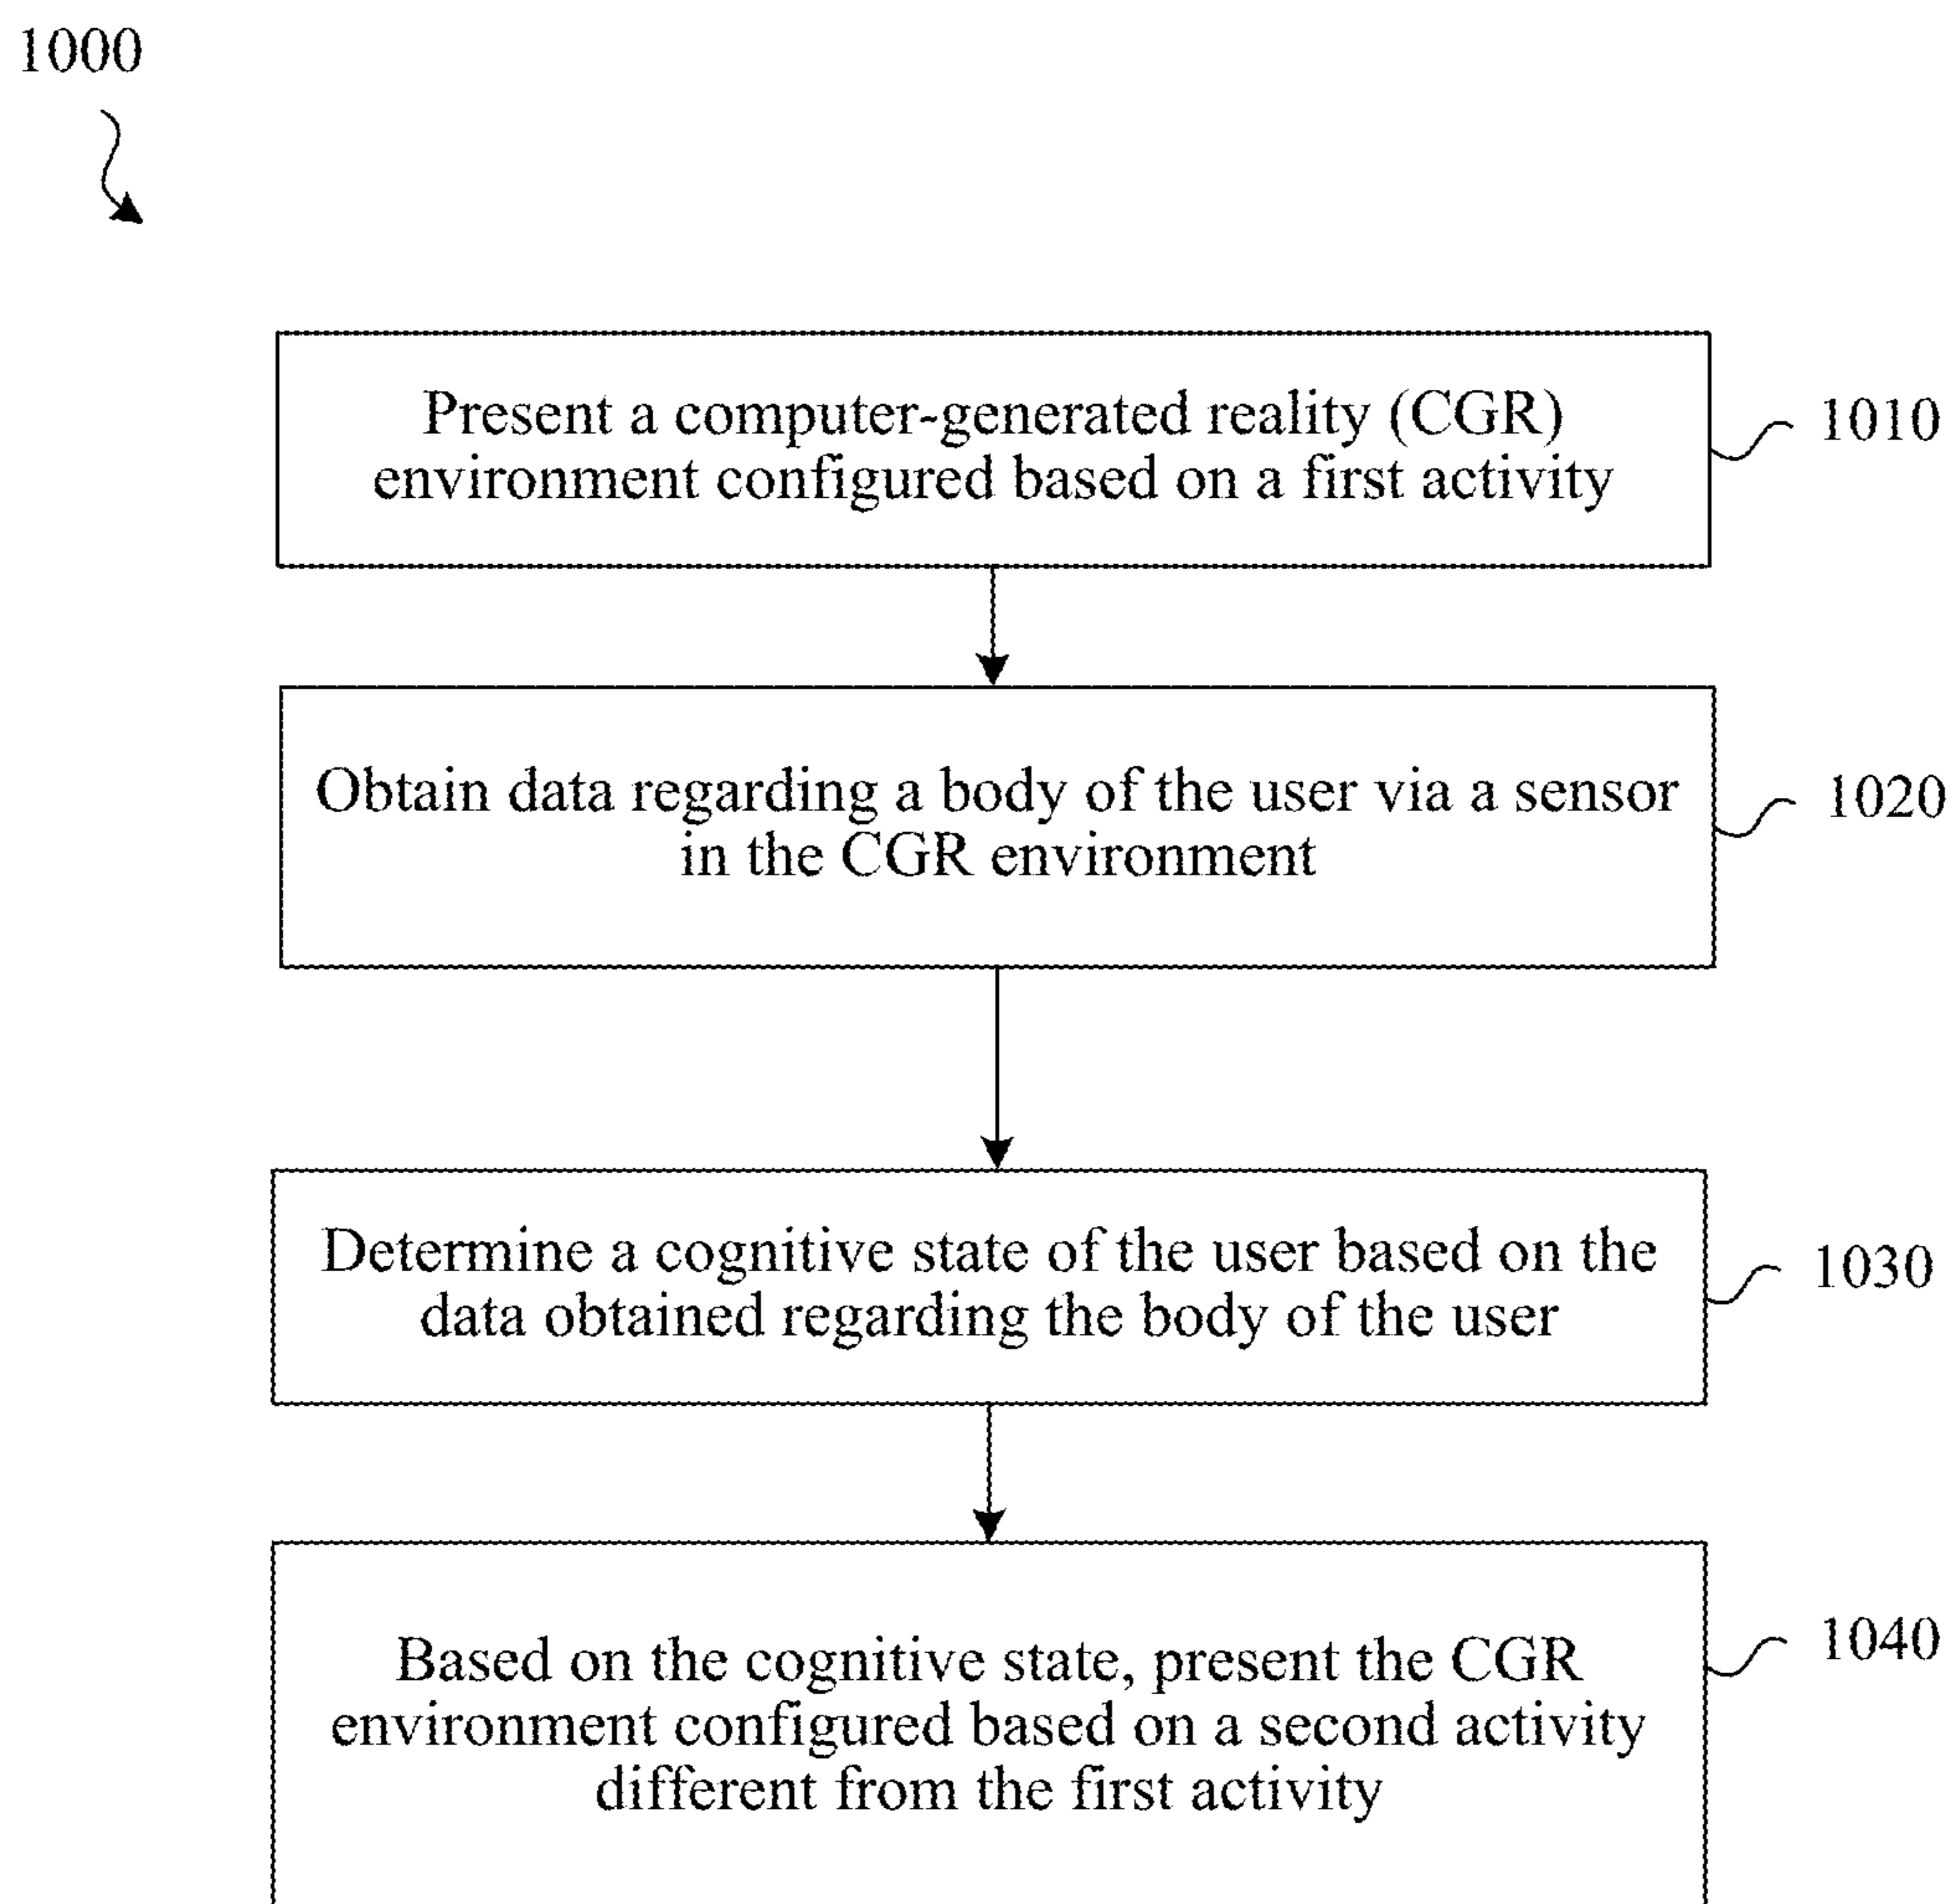 1000
Present a computer-generated reality (CGR)
environment configured based on a first activity
1010
Obtain data regarding a body of the user via a sensor
in the CGR environment
1020
Determine a cognitive state of the user based on the
data obtained regarding the body of the user
1030
Based on the cognitive state, present the CGR
environment configured based on a second activity
different from the first activity
1040